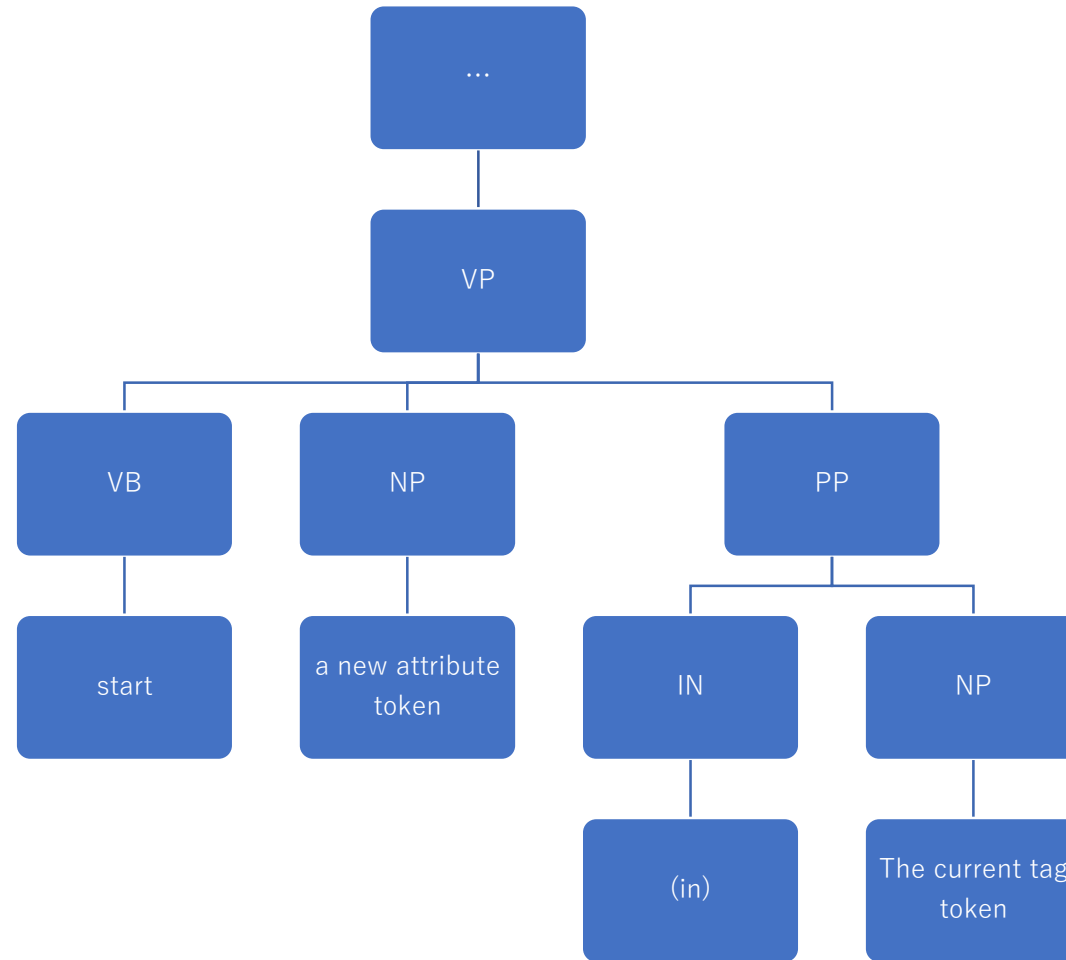 …
VP
VB
NP
PP
start
a new attribute
token
IN
NP
(in)
The current tag
token